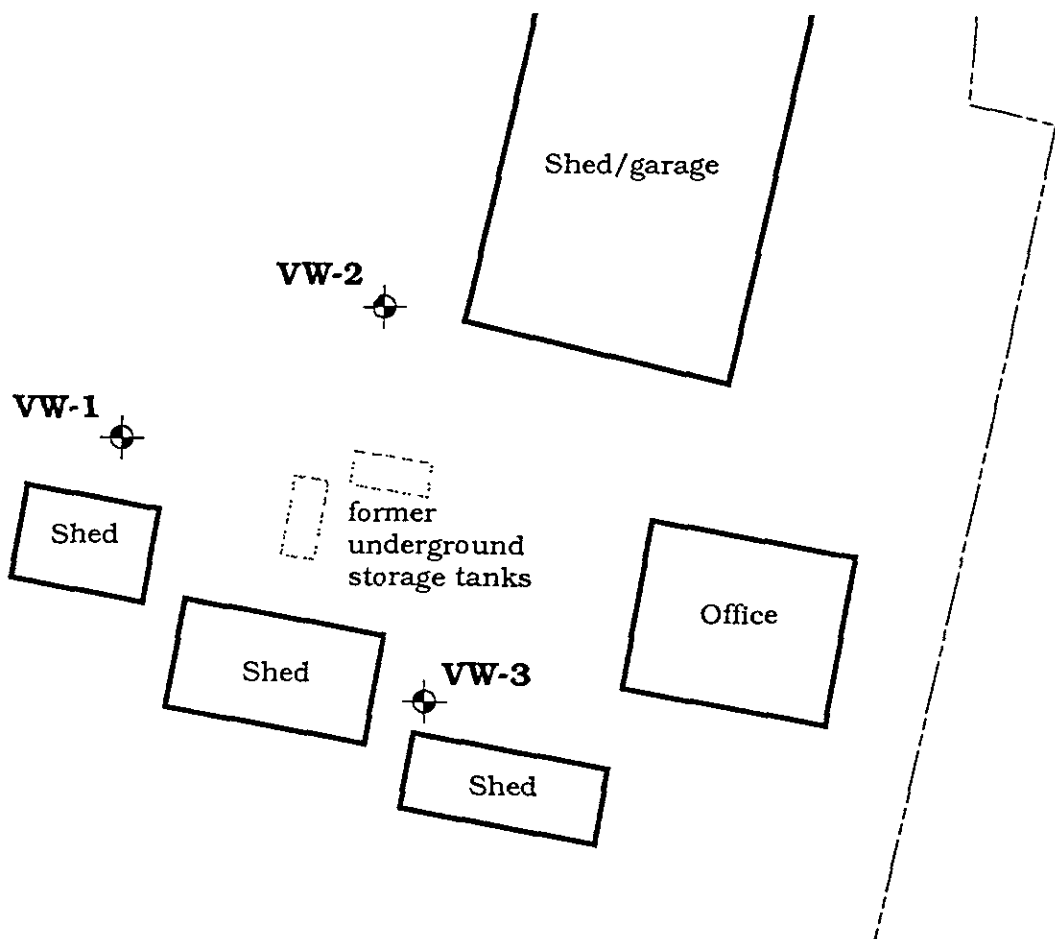 Shed/garage
VW-2
VW-1
Shed
former
underground
storage tanks
Office
Shed
VW-3
Shed